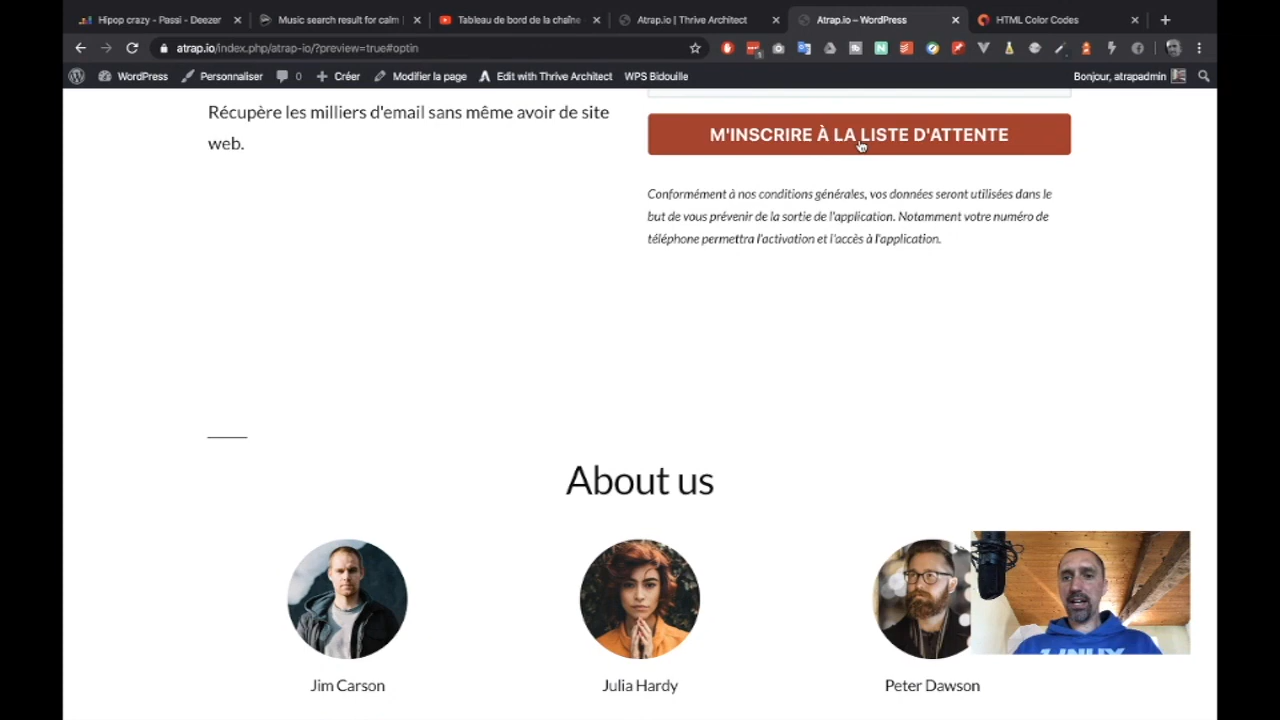 Hipop crazy - Passi - Deezer
Music search result for calm
Tableau de bord de la chaîne
Atrap.io | Thrive Architect
Atrap.io – WordPress
HTML Color Codes
atrap.io/index.php/atrap-io/?preview=true#optin
WordPress
Personnaliser
0
Créer
Modifier la page
Edit with Thrive Architect
WPS Bidouille
Bonjour, atrapadmin
Récupère les milliers d'email sans même avoir de site
web.
M'INSCRIRE À LA LISTE D'ATTENTE
Conformément à nos conditions générales, vos données seront utilisées dans le
but de vous prévenir de la sortie de l'application. Notamment votre numéro de
téléphone permettra l'activation et l'accès à l'application.
About us
Jim Carson
Julia Hardy
Peter Dawson
LINUX